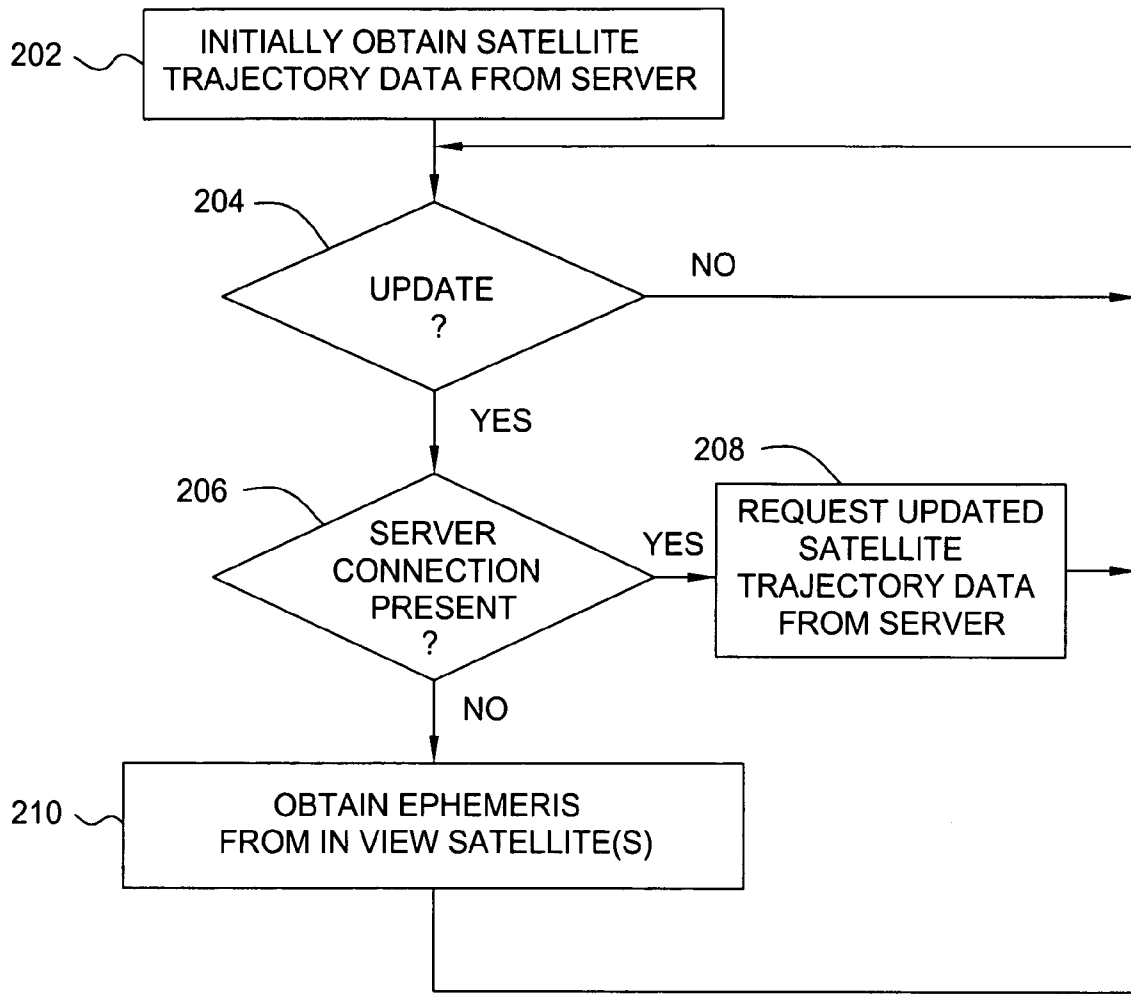 202
INITIALLY OBTAIN SATELLITE
TRAJECTORY DATA FROM SERVER
204
UPDATE
?
NO
YES
206
SERVER
CONNECTION
PRESENT
?
YES
208
REQUEST UPDATED
SATELLITE
TRAJECTORY DATA
FROM SERVER
NO
210
OBTAIN EPHEMERIS
FROM IN VIEW SATELLITE(S)